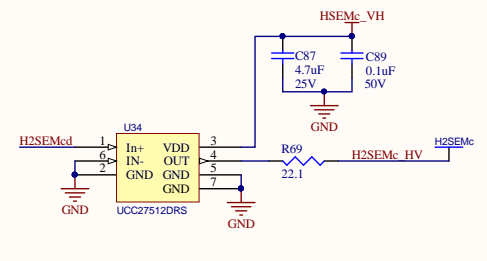 HSEMc_VH
C87
4.7uF
25V
C89
0.1uF
50V
GND
U34
H2SEMcd
1
In+
VDD
3
6
IN-
OUT
4
2
GND
GND
5
GND
7
UCC27512DRS
GND
GND
R69
22.1
H2SEMc_HV
H2SEMc